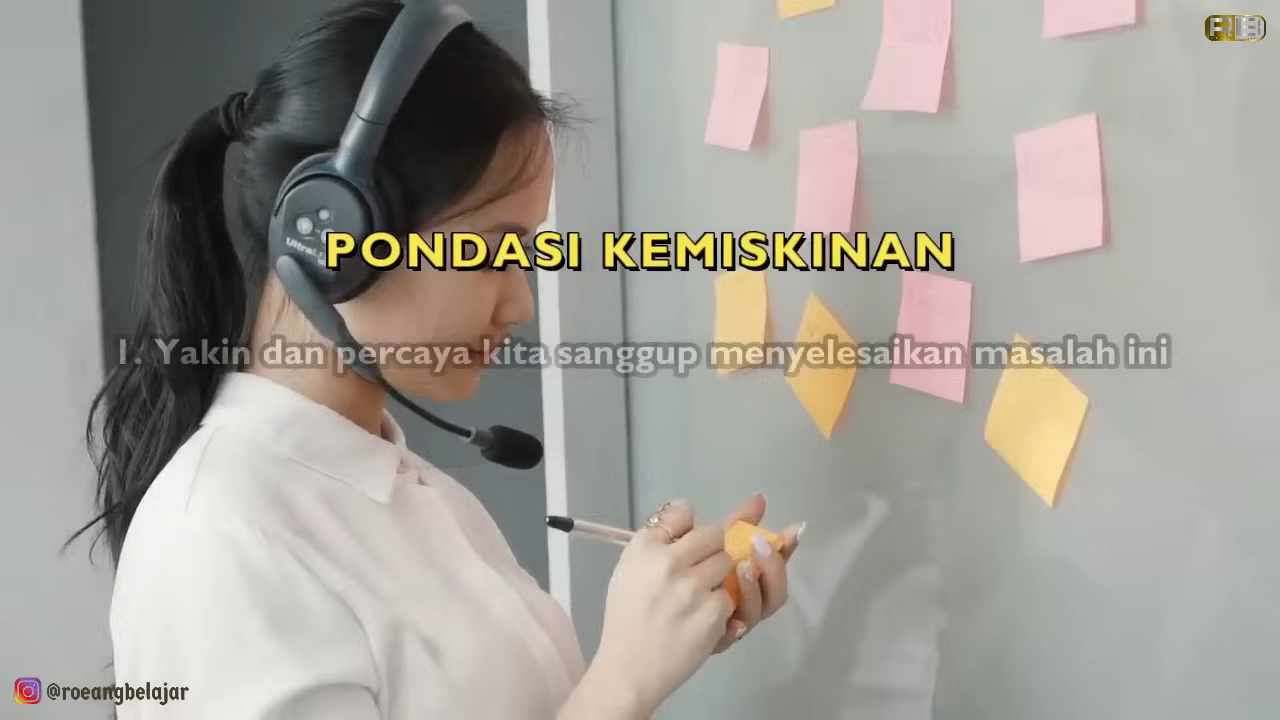 PONDASI KEMISKINAN
1. Yakin dan percaya kita sanggup menyelesaikan masalah ini
@roeangbelajar